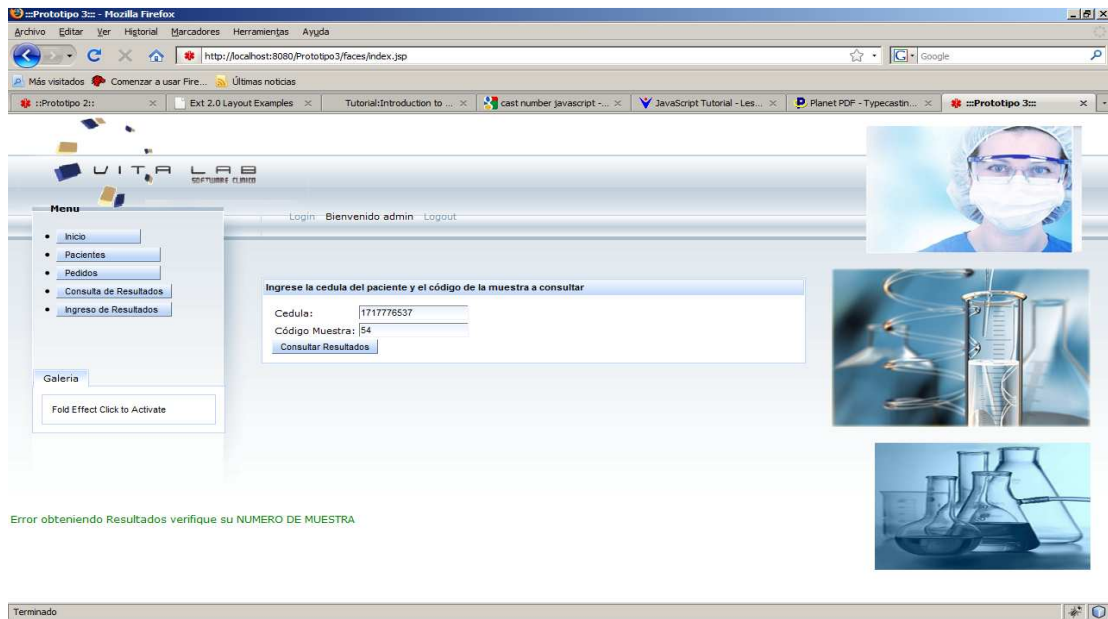 :::Prototipo 3::: - Mozilla Firefox
Archivo Editar Ver Historial Marcadores Herramientas Ayuda
http://localhost:8080/Prototipo3/faces/index.jsp
G Google
Más visitados Comenzar a usar Fire... Últimas noticias
::Prototipo 2:: Ext 2.0 Layout Examples Tutorial:Introduction to ... cast number javascript -... JavaScript Tutorial - Les... Planet PDF - Typecastin... :::Prototipo 3:::
VITA LAB
SOFTWARE CLINICO
Menu
Login Bienvenido admin Logout
Inicio
Pacientes
Pedidos
Consulta de Resultados
Ingreso de Resultados
Ingrese la cedula del paciente y el código de la muestra a consultar
Cedula: 1717776537
Código Muestra: 54
Consultar Resultados
Galeria
Fold Effect Click to Activate
Error obteniendo Resultados verifique su NUMERO DE MUESTRA
Terminado